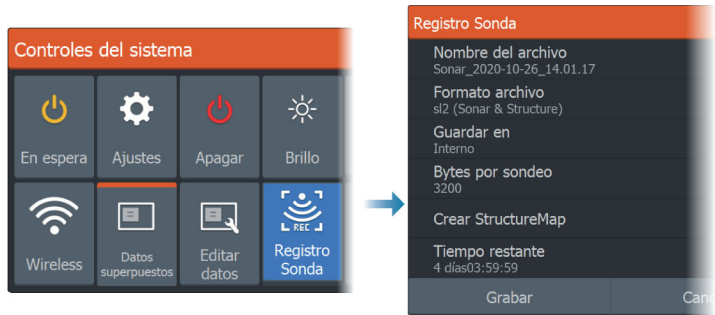 Controles del sistema
En espera
Ajustes
Apagar
Brillo
Wireless
Datos
superpuestos
Editar
datos
REC
Registro
Sonda
Registro Sonda
Nombre del archivo
Sonar_2020-10-26_14.01.17
Formato archivo
sl2 (Sonar & Structure)
Guardar en
Interno
Bytes por sondeo
3200
Crear StructureMap
Tiempo restante
4 días03:59:59
Grabar